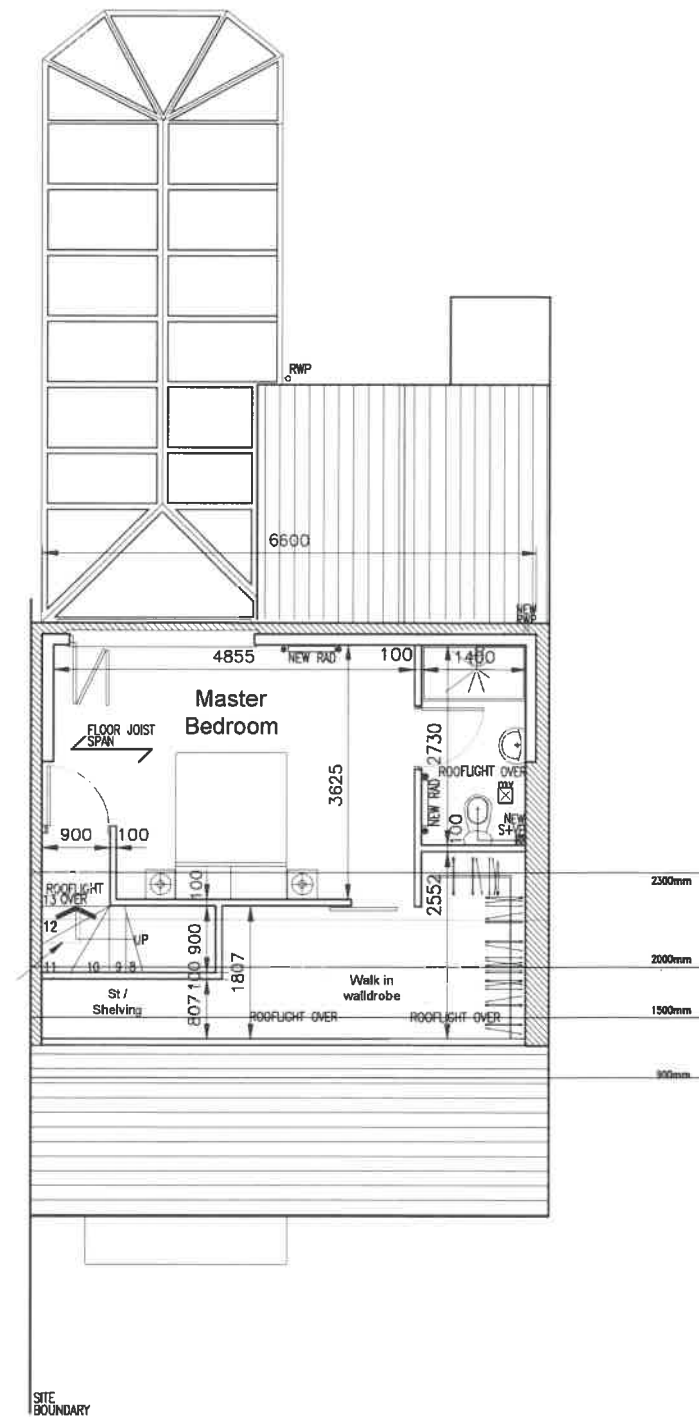 RWP
6600
NEW
RWP
4855
NEW RAD
100
1400
Master
Bedroom
FLOOR JOIST
SPAN
3625
2730
ROOFLIGHT OVER
NEW RAD
100
NEW
900
100
100
2552
2300mm
ROOFLIGHT
13 OVER
12
UP
11
10
9
8
900
100
1807
807
2000mm
St /
Shelving
Walk in
walldrobe
ROOFLIGHT OVER
ROOFLIGHT OVER
1500mm
900mm
SITE
BOUNDARY